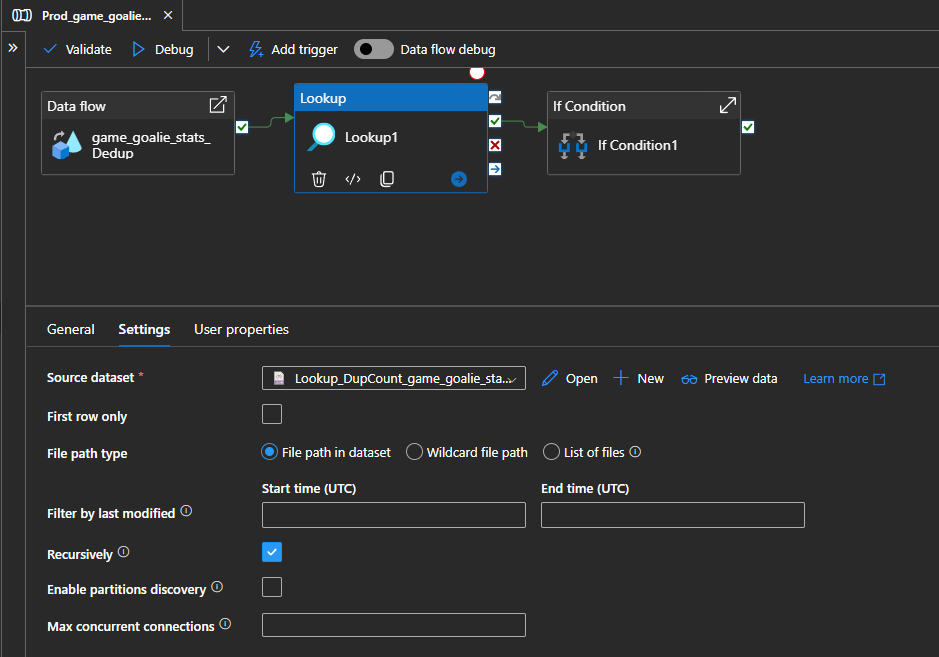 Prod_game_goalie...
Validate Debug Add trigger Data flow debug
Data flow
game_goalie_stats_
Dedup
Lookup
Lookup1
If Condition
If Condition1
General Settings User properties
Source dataset * Lookup_DupCount_game_goalie_sta... Open New Preview data Learn more
First row only
File path type File path in dataset Wildcard file path List of files
Start time (UTC) End time (UTC)
Filter by last modified
Recursively
Enable partitions discovery
Max concurrent connections